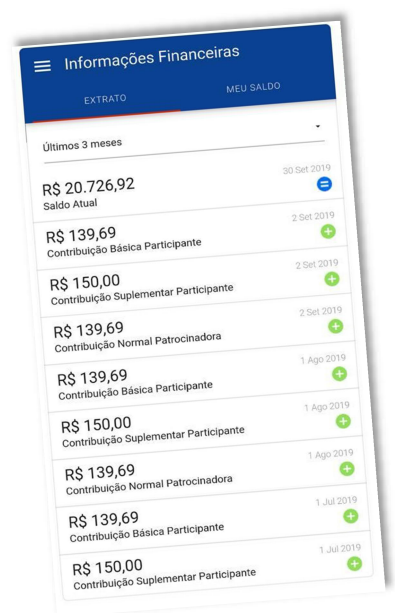 Informações Financeiras
EXTRATO
MEU SALDO
Últimos 3 meses
R$ 20.726,92
30 Set 2019
Saldo Atual
R$ 139,69
2 Set 2019
Contribuição Básica Participante
R$ 150,00
2 Set 2019
Contribuição Suplementar Participante
R$ 139,69
2 Set 2019
Contribuição Normal Patrocinadora
R$ 139,69
1 Ago 2019
Contribuição Básica Participante
R$ 150,00
1 Ago 2019
Contribuição Suplementar Participante
R$ 139,69
1 Ago 2019
Contribuição Normal Patrocinadora
R$ 139,69
1 Jul 2019
Contribuição Básica Participante
R$ 150,00
1 Jul 2019
Contribuição Suplementar Participante